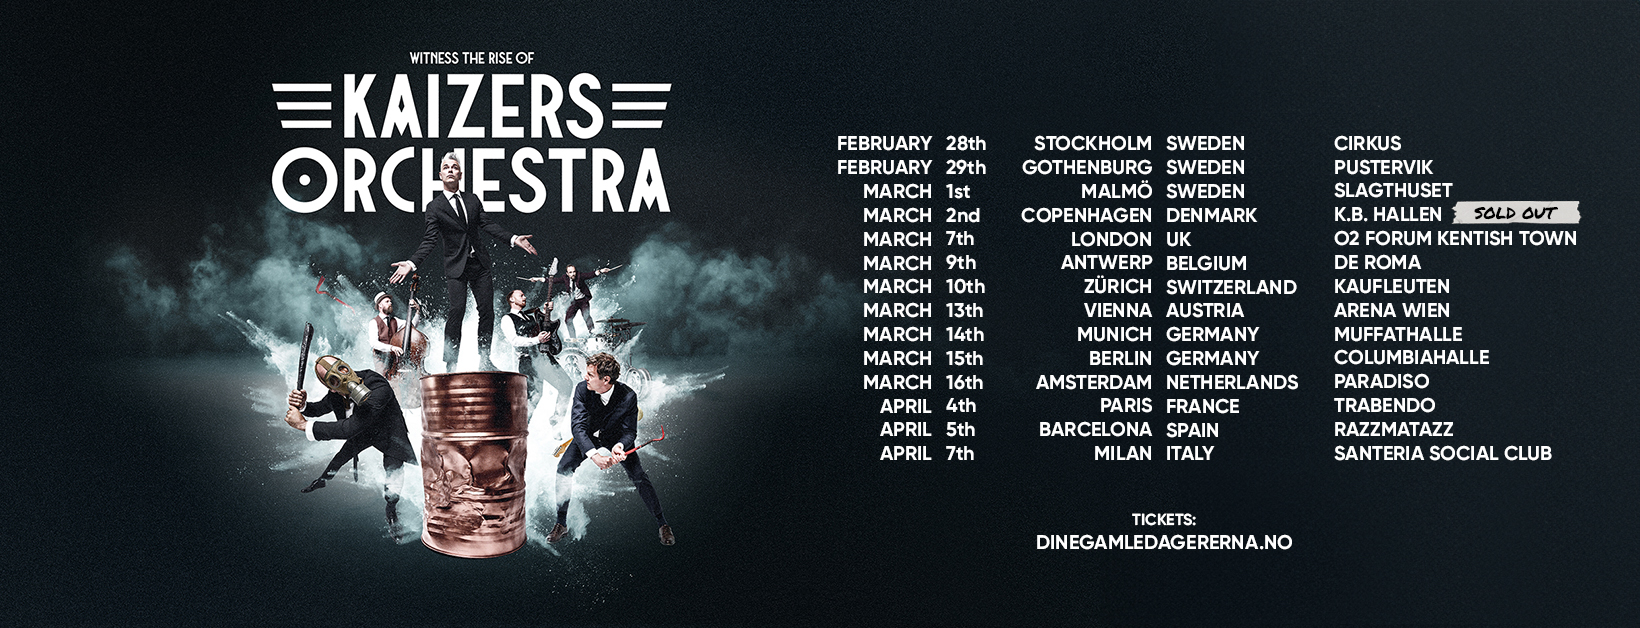 WITNESS THE RISE OF
KAIZERS
ORCHESTRA
FEBRUARY 28th STOCKHOLM SWEDEN CIRKUS
FEBRUARY 29th GOTHENBURG SWEDEN PUSTERVIK
MARCH 1st MALMÖ SWEDEN SLAGTHUSET
MARCH 2nd COPENHAGEN DENMARK K.B. HALLEN SOLD OUT
MARCH 7th LONDON UK O2 FORUM KENTISH TOWN
MARCH 9th ANTWERP BELGIUM DE ROMA
MARCH 10th ZÜRICH SWITZERLAND KAUFLEUTEN
MARCH 13th VIENNA AUSTRIA ARENA WIEN
MARCH 14th MUNICH GERMANY MUFFATHALLE
MARCH 15th BERLIN GERMANY COLUMBIAHALLE
MARCH 16th AMSTERDAM NETHERLANDS PARADISO
APRIL 4th PARIS FRANCE TRABENDO
APRIL 5th BARCELONA SPAIN RAZZMATAZZ
APRIL 7th MILAN ITALY SANTERIA SOCIAL CLUB
TICKETS:
DINEGAMLEDAGERERNA.NO